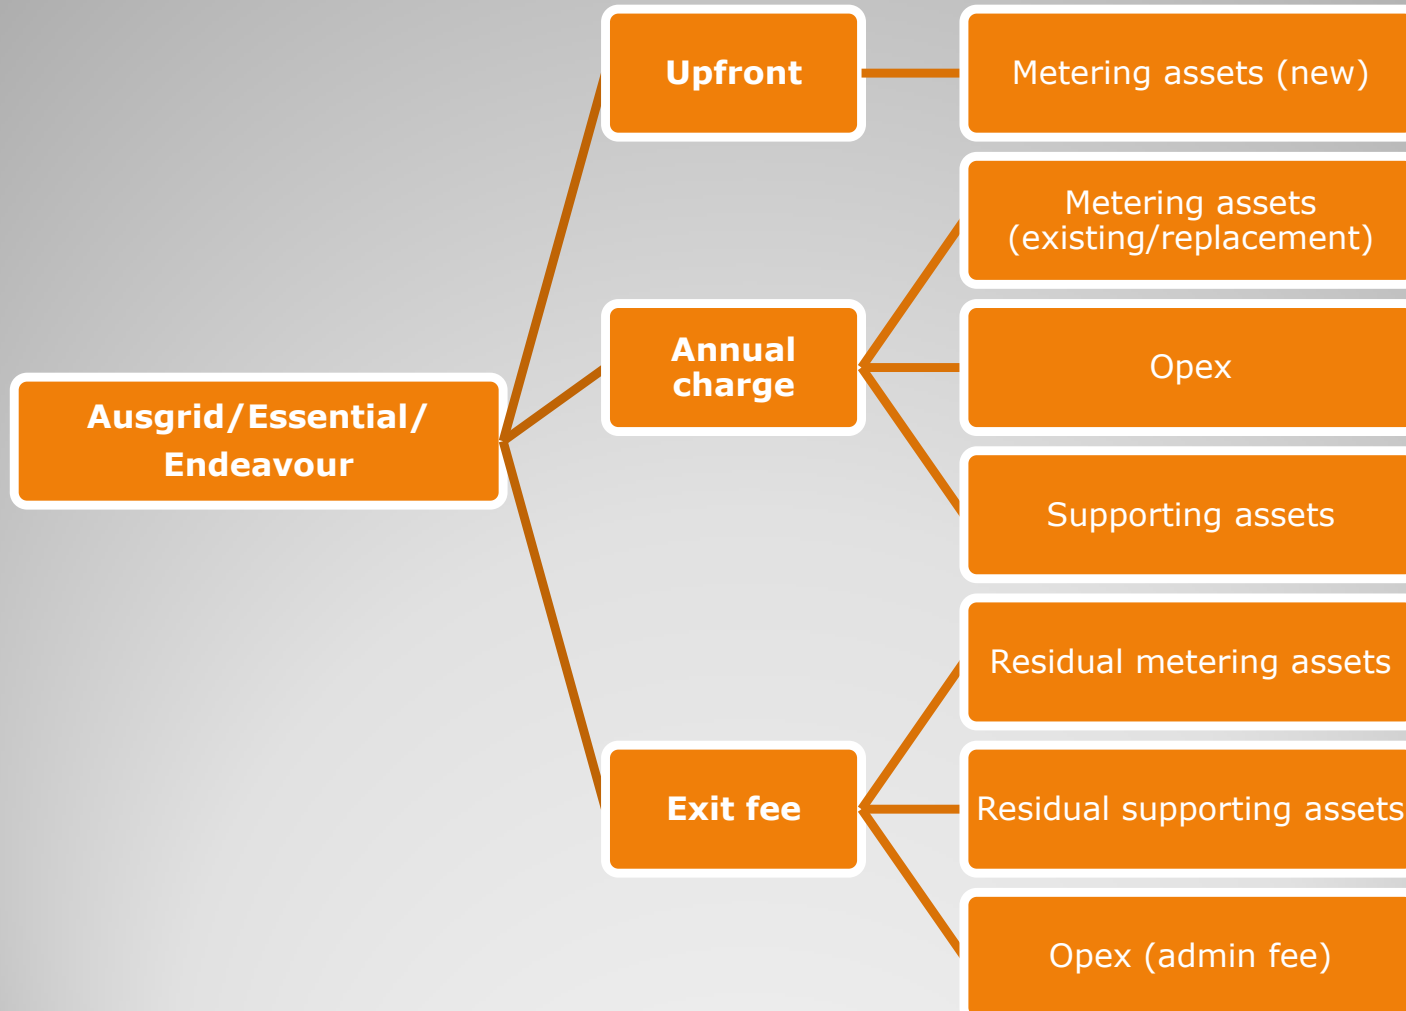 Upfront
Metering assets (new)
Metering assets
(existing/replacement)
Annual
charge
Opex
Ausgrid/Essential/
Endeavour
Supporting assets
Residual metering assets
Exit fee
Residual supporting assets
Opex (admin fee)